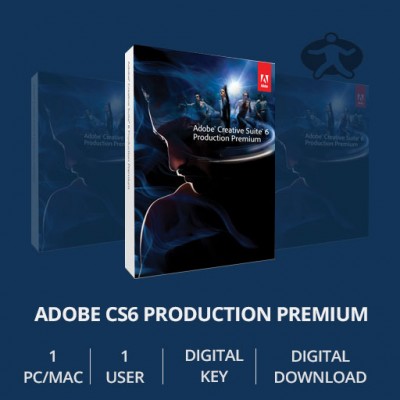 Adobe
Adobe® Creative Suite® 6
Production Premium
ADOBE CS6 PRODUCTION PREMIUM
1
PC/MAC
1
USER
DIGITAL
KEY
DIGITAL
DOWNLOAD